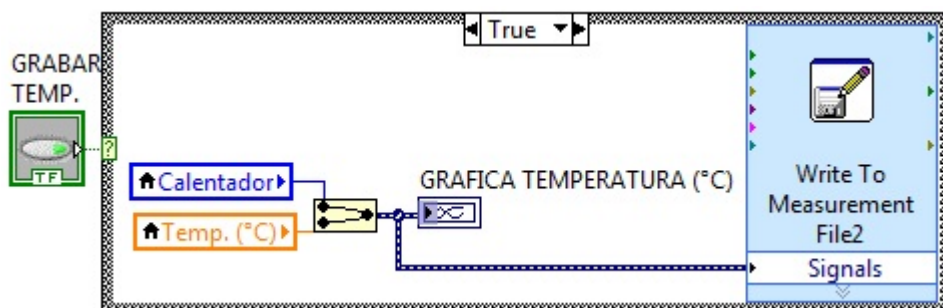 True
GRABAR
TEMP.
?
TF
Calentador
Temp. (°C)
GRAFICA TEMPERATURA (°C)
Write To
Measurement
File2
Signals